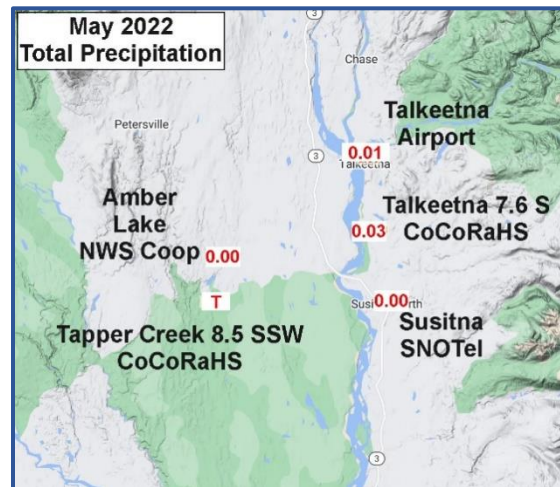 May 2022
Total Precipitation
3
Chase
Petersville
Talkeetna
Airport
3
0.01
Talkeetna
Amber
Lake
NWS Coop
0.00
Talkeetna 7.6 S
CoCoRaHS
0.03
T
0.00
Tapper Creek 8.5 SSW
CoCoRaHS
Susitna
SNOTel
3